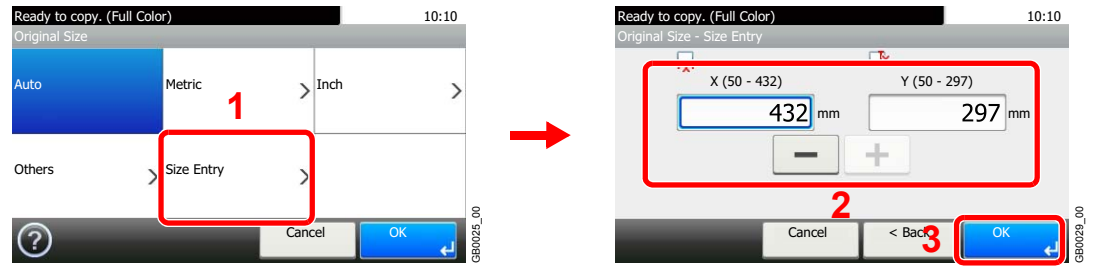 Ready to copy. (Full Color) 10:10
Original Size
Auto Metric Inch
1
Others Size Entry
Cancel OK
GB0025_00
Ready to copy. (Full Color) 10:10
Original Size - Size Entry
X (50 - 432) Y (50 - 297)
432 mm 297 mm
2
Cancel < Back OK
3
GB0029_00